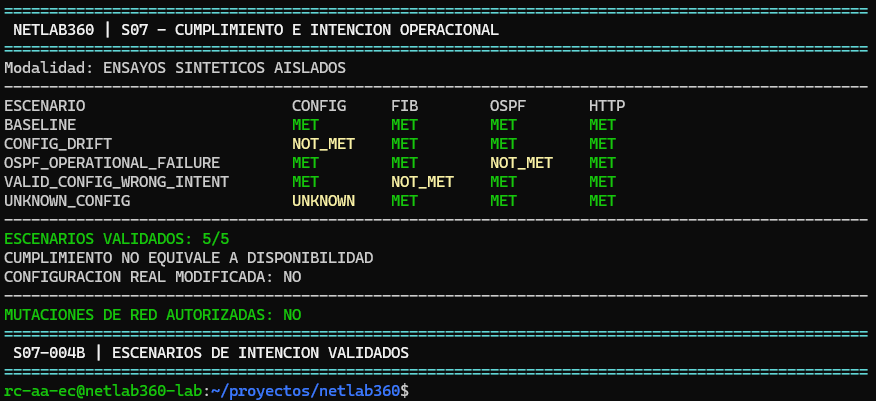 ================================================================================================
NETLAB360 | S07 - CUMPLIMIENTO E INTENCION OPERACIONAL
================================================================================================
Modalidad: ENSAYOS SINTETICOS AISLADOS
------------------------------------------------------------------------------------------------
ESCENARIO CONFIG FIB OSPF HTTP
BASELINE MET MET MET MET
CONFIG_DRIFT NOT_MET MET MET MET
OSPF_OPERATIONAL_FAILURE MET MET NOT_MET MET
VALID_CONFIG_WRONG_INTENT MET NOT_MET MET MET
UNKNOWN_CONFIG UNKNOWN MET MET MET
------------------------------------------------------------------------------------------------
ESCENARIOS VALIDADOS: 5/5
CUMPLIMIENTO NO EQUIVALE A DISPONIBILIDAD
CONFIGURACION REAL MODIFICADA: NO
------------------------------------------------------------------------------------------------
MUTACIONES DE RED AUTORIZADAS: NO
================================================================================================
S07-004B | ESCENARIOS DE INTENCION VALIDADOS
================================================================================================
rc-aa-ec@netlab360-lab:~/proyectos/netlab360$